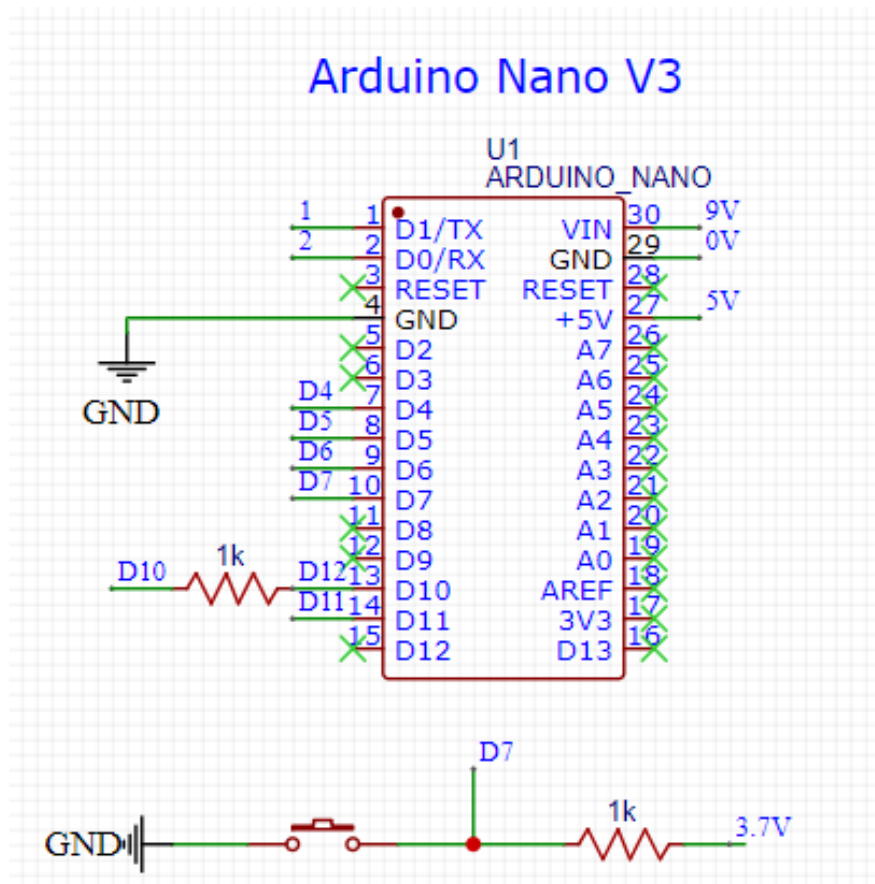 Arduino Nano V3
U1
ARDUINO_NANO
1 1 D1/TX VIN 30 9V
2 2 D0/RX GND 29 0V
3 RESET RESET 28
4 GND +5V 27 5V
GND
5 D2 A7 26
6 D3 A6 25
D4 7 D4 A5 24
D5 8 D5 A4 23
D6 9 D6 A3 22
D7 10 D7 A2 21
11 D8 A1 20
12 D9 A0 19
D10 1k D12 13 D10 AREF 18
D11 14 D11 3V3 17
15 D12 D13 16
D7
GND 1k 3.7V